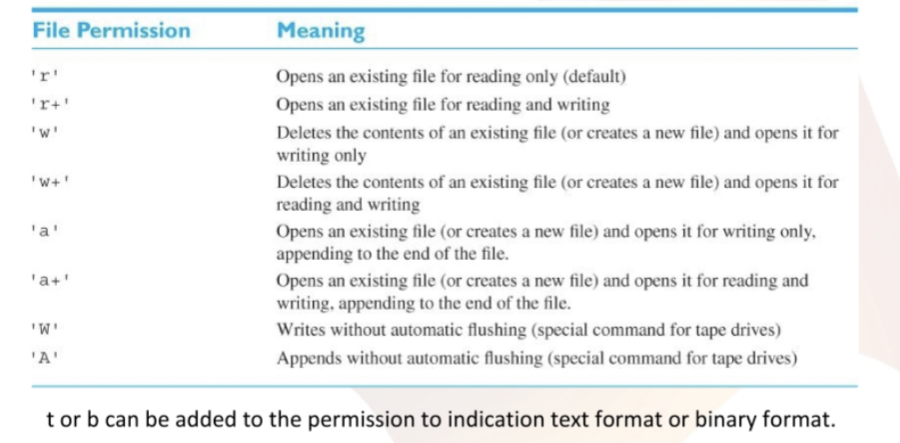 File Permission Meaning
'r' Opens an existing file for reading only (default)
'r+' Opens an existing file for reading and writing
'w' Deletes the contents of an existing file (or creates a new file) and opens it for
writing only
'w+' Deletes the contents of an existing file (or creates a new file) and opens it for
reading and writing
'a' Opens an existing file (or creates a new file) and opens it for writing only,
appending to the end of the file.
'a+' Opens an existing file (or creates a new file) and opens it for reading and
writing, appending to the end of the file.
'W' Writes without automatic flushing (special command for tape drives)
'A' Appends without automatic flushing (special command for tape drives)
t or b can be added to the permission to indication text format or binary format.